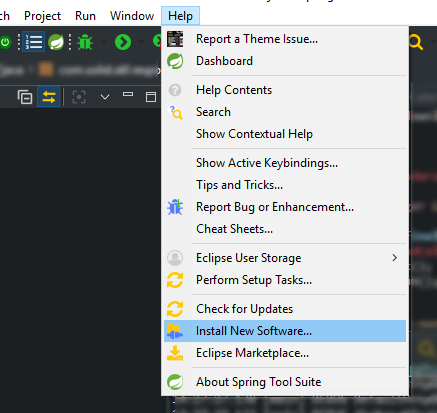 Project Run Window Help
Report a Theme Issue...
Dashboard
Help Contents
Search
Show Contextual Help
Show Active Keybindings...
Tips and Tricks...
Report Bug or Enhancement...
Cheat Sheets...
Eclipse User Storage
Perform Setup Tasks...
Check for Updates
Install New Software...
Eclipse Marketplace...
About Spring Tool Suite